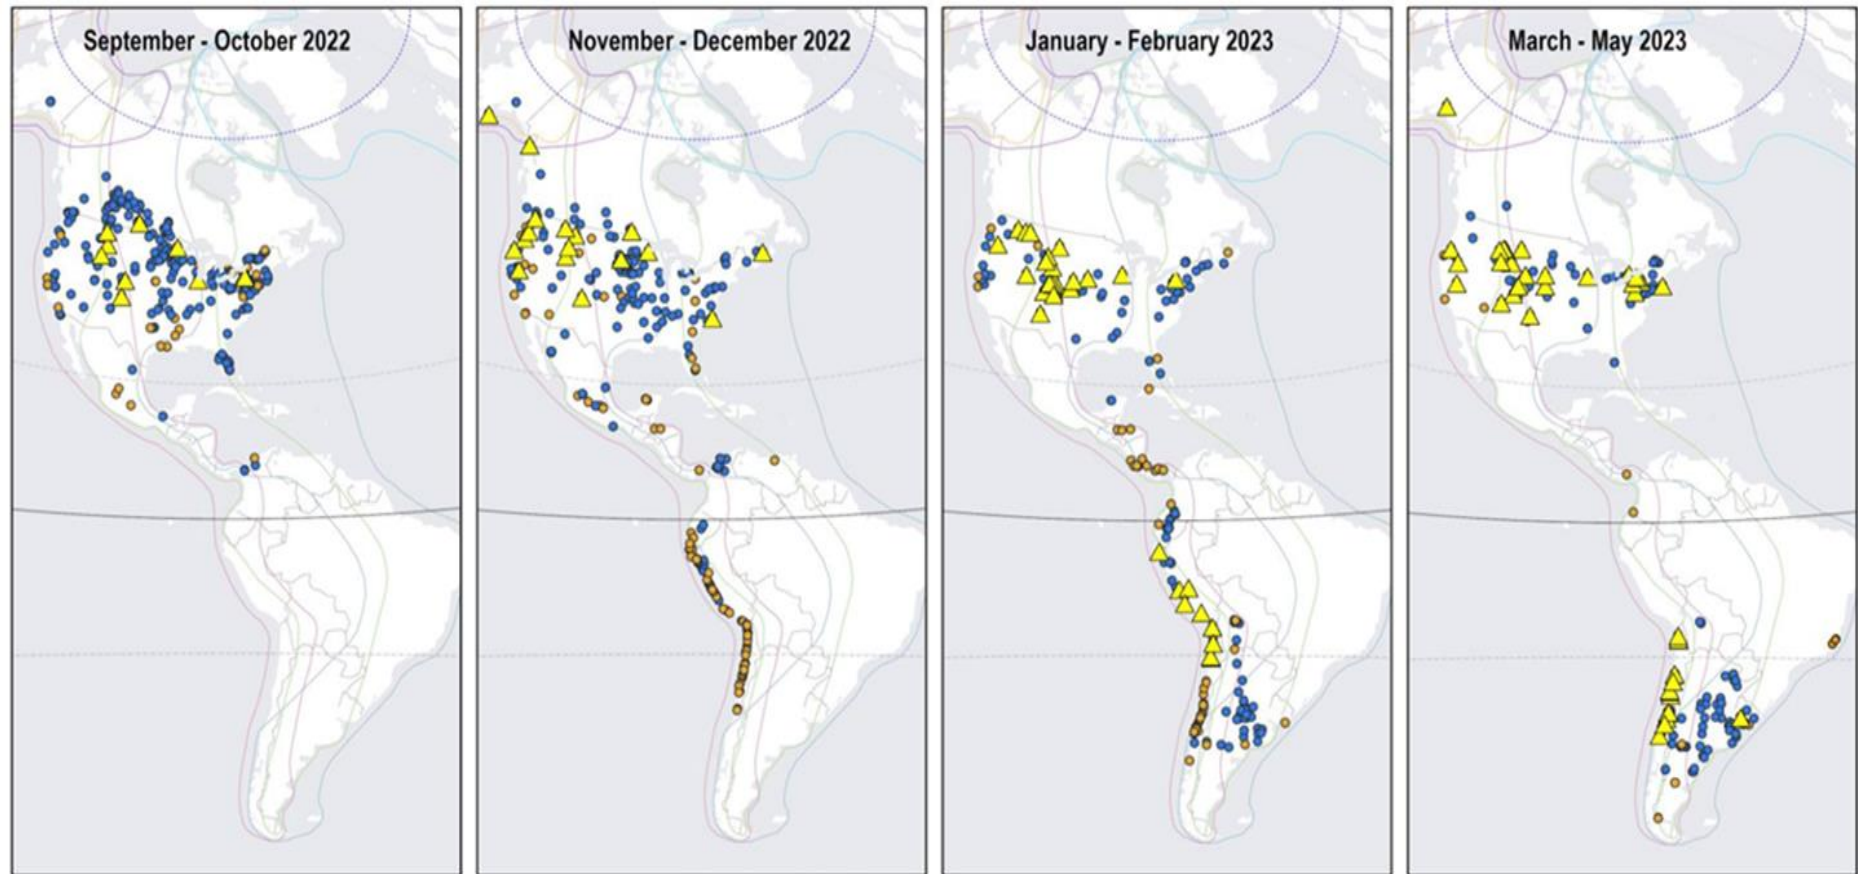 September - October 2022
November - December 2022
January - February 2023
March - May 2023